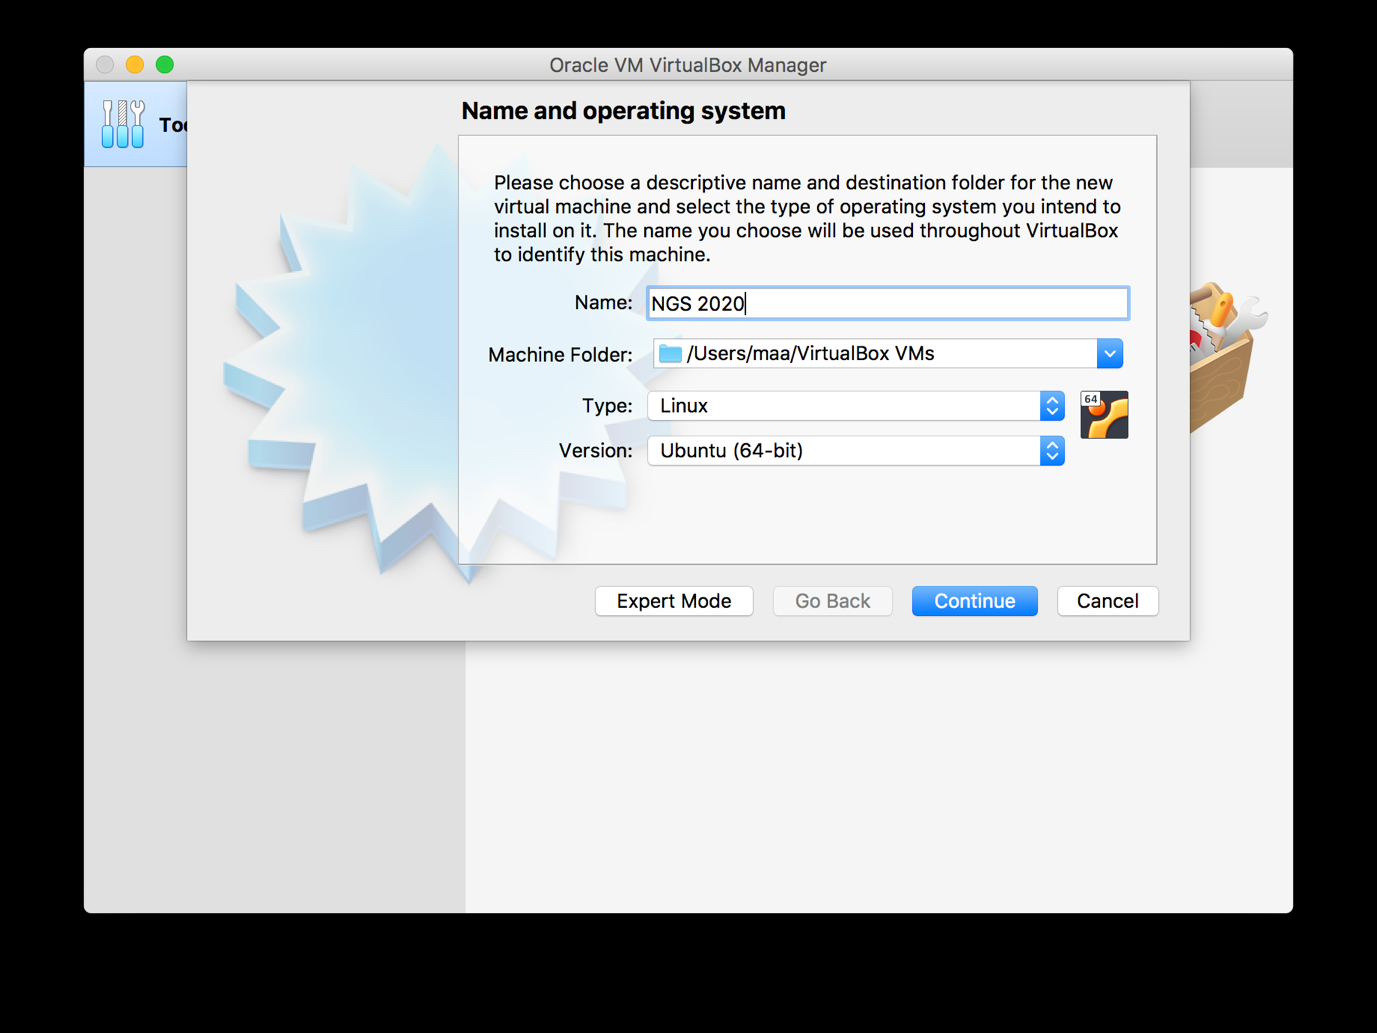 Oracle VM VirtualBox Manager
Name and operating system
Please choose a descriptive name and destination folder for the new
virtual machine and select the type of operating system you intend to
install on it. The name you choose will be used throughout VirtualBox
to identify this machine.
Name: NGS 2020
Machine Folder: /Users/maa/VirtualBox VMs
Type: Linux
64
Version: Ubuntu (64-bit)
Expert Mode Go Back Continue Cancel